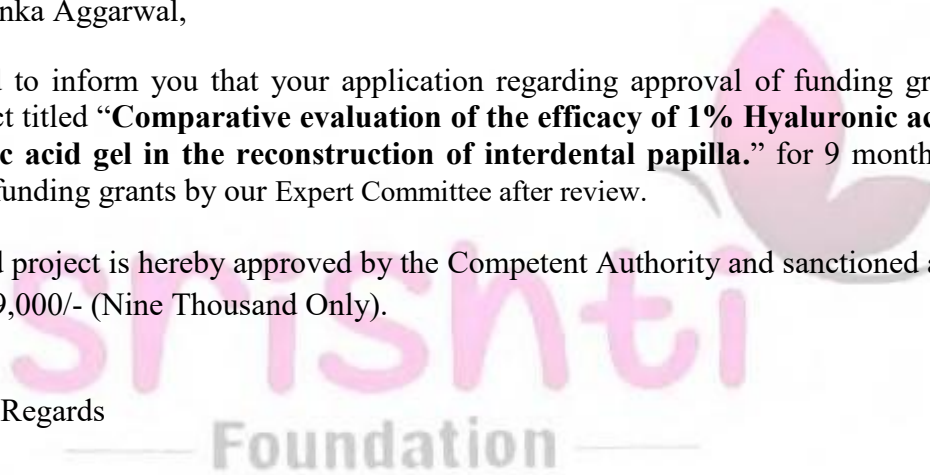 nka Aggarwal,
to inform you that your application regarding approval of funding gr
ct titled “Comparative evaluation of the efficacy of 1% Hyaluronic ac
c acid gel in the reconstruction of interdental papilla.” for 9 month
funding grants by our Expert Committee after review.
project is hereby approved by the Competent Authority and sanctioned a
9,000/- (Nine Thousand Only).
srishti
Regards
Foundation